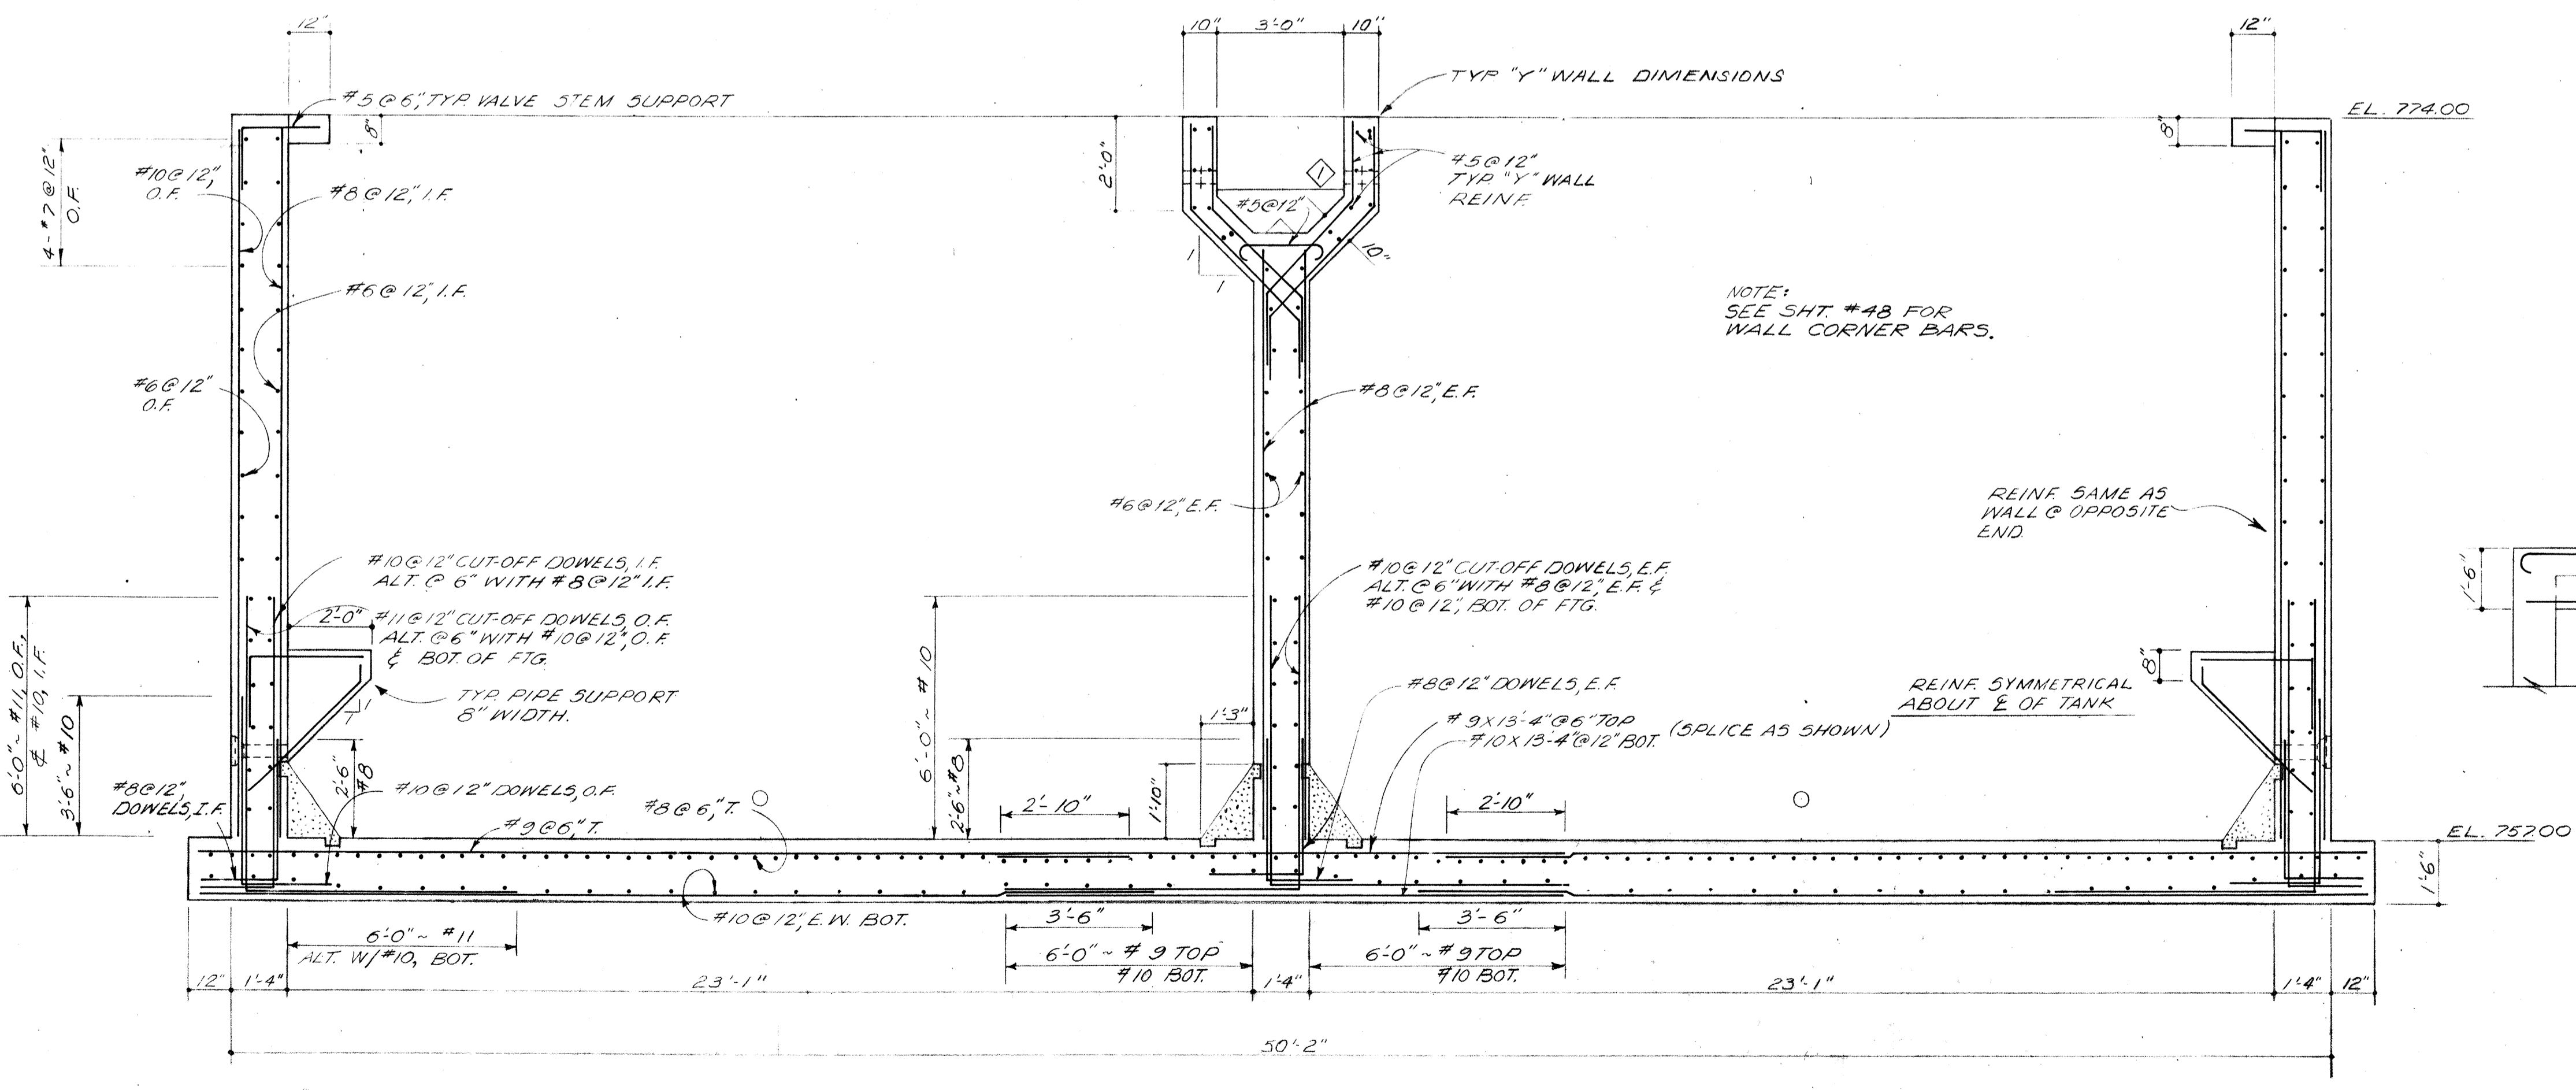 12"
10" 3'-0" 10"
12"
TYP. "Y" WALL DIMENSIONS
#5@6", TYP. VALVE STEM SUPPORT
EL. 774.00
8"
8"
2'-0"
4-#7@12"
O.F.
#10@12",
O.F.
#8@12", I.F.
#5@12"
TYP. "Y" WALL
REINF.
1
#5@12"
10"
1
1
#6@12", I.F.
NOTE:
SEE SHT. #48 FOR
WALL CORNER BARS.
#6@12"
O.F.
#8@12", E.F.
#6@12", E.F.
REINF. SAME AS
WALL @ OPPOSITE
END.
#10@12" CUT-OFF DOWELS, I.F.
ALT. @ 6" WITH #8@12" I.F.
#10@12" CUT-OFF DOWELS, E.F.
ALT.@6" WITH #8@12", E.F. &
#10@12", BOT. OF FTG.
1'-6"
2'-0"
#11@12" CUT-OFF DOWELS, O.F.
ALT. @6" WITH #10@12", O.F.
& BOT. OF FTG.
6'-0"~ #11, O.F.,
& #10, I.F.
3'-6"~ #10
6'-0"~ #10
TYP. PIPE SUPPORT
8" WIDTH.
1
1
8"
#8@12" DOWELS, E.F.
REINF. SYMMETRICAL
ABOUT ℄ OF TANK
1'-3"
#9X13'-4"@6" TOP
#10X13'-4"@12" BOT.
(SPLICE AS SHOWN)
2'-6"
#8
2'-6"~#8
1'-10"
#8@12",
DOWELS, I.F.
#10@12" DOWELS, O.F.
#8@6", T.
2'-10"
2'-10"
#9@6", T.
EL. 757.00
1'-6"
#10@12", E.W. BOT.
3'-6"
3'-6"
6'-0"~ #11
ALT. W/#10, BOT.
6'-0"~ #9 TOP
#10 BOT.
6'-0"~ #9 TOP
#10 BOT.
12" 1'-4" 23'-1" 1'-4" 23'-1" 1'-4" 12"
50'-2"